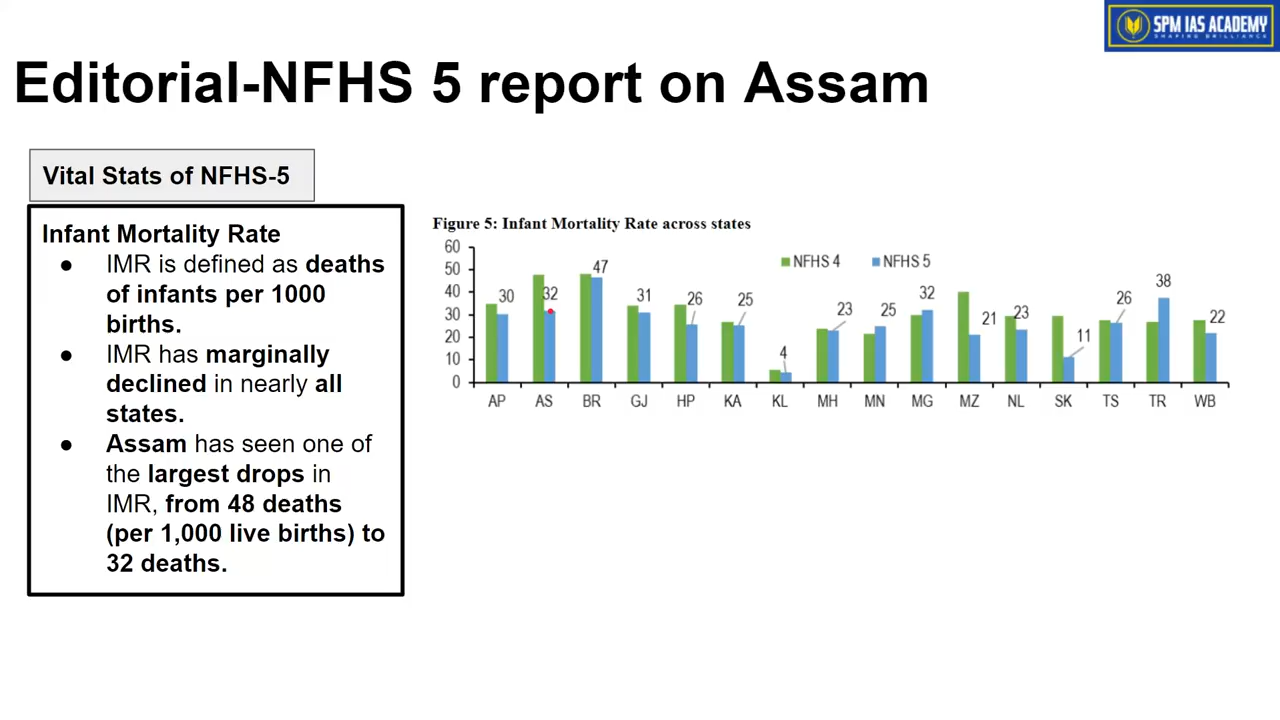 SPM IAS ACADEMY
SHAPING BRILLIANCE
Editorial-NFHS 5 report on Assam
Vital Stats of NFHS-5
Infant Mortality Rate
● IMR is defined as deaths
of infants per 1000
births.
● IMR has marginally
declined in nearly all
states.
● Assam has seen one of
the largest drops in
IMR, from 48 deaths
(per 1,000 live births) to
32 deaths.
Figure 5: Infant Mortality Rate across states
NFHS 4 NFHS 5
60
50
40
30
20
10
0
30 32 47 31 26 25 4 23 25 32 21 23 11 26 38 22
AP AS BR GJ HP KA KL MH MN MG MZ NL SK TS TR WB